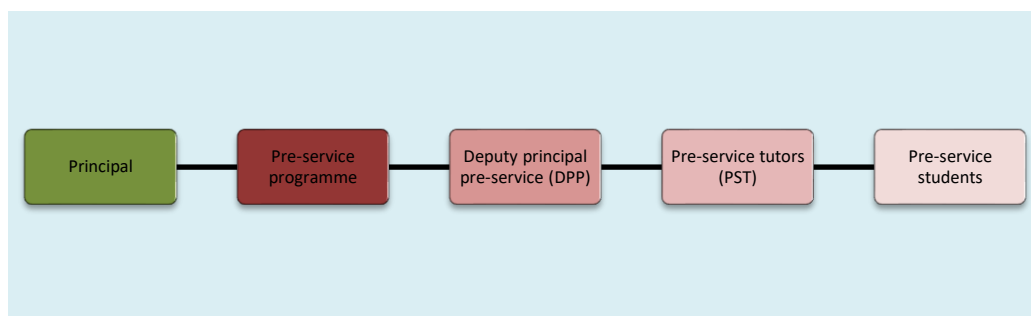 Principal
Pre-service
programme
Deputy principal
pre-service (DPP)
Pre-service tutors
(PST)
Pre-service
students